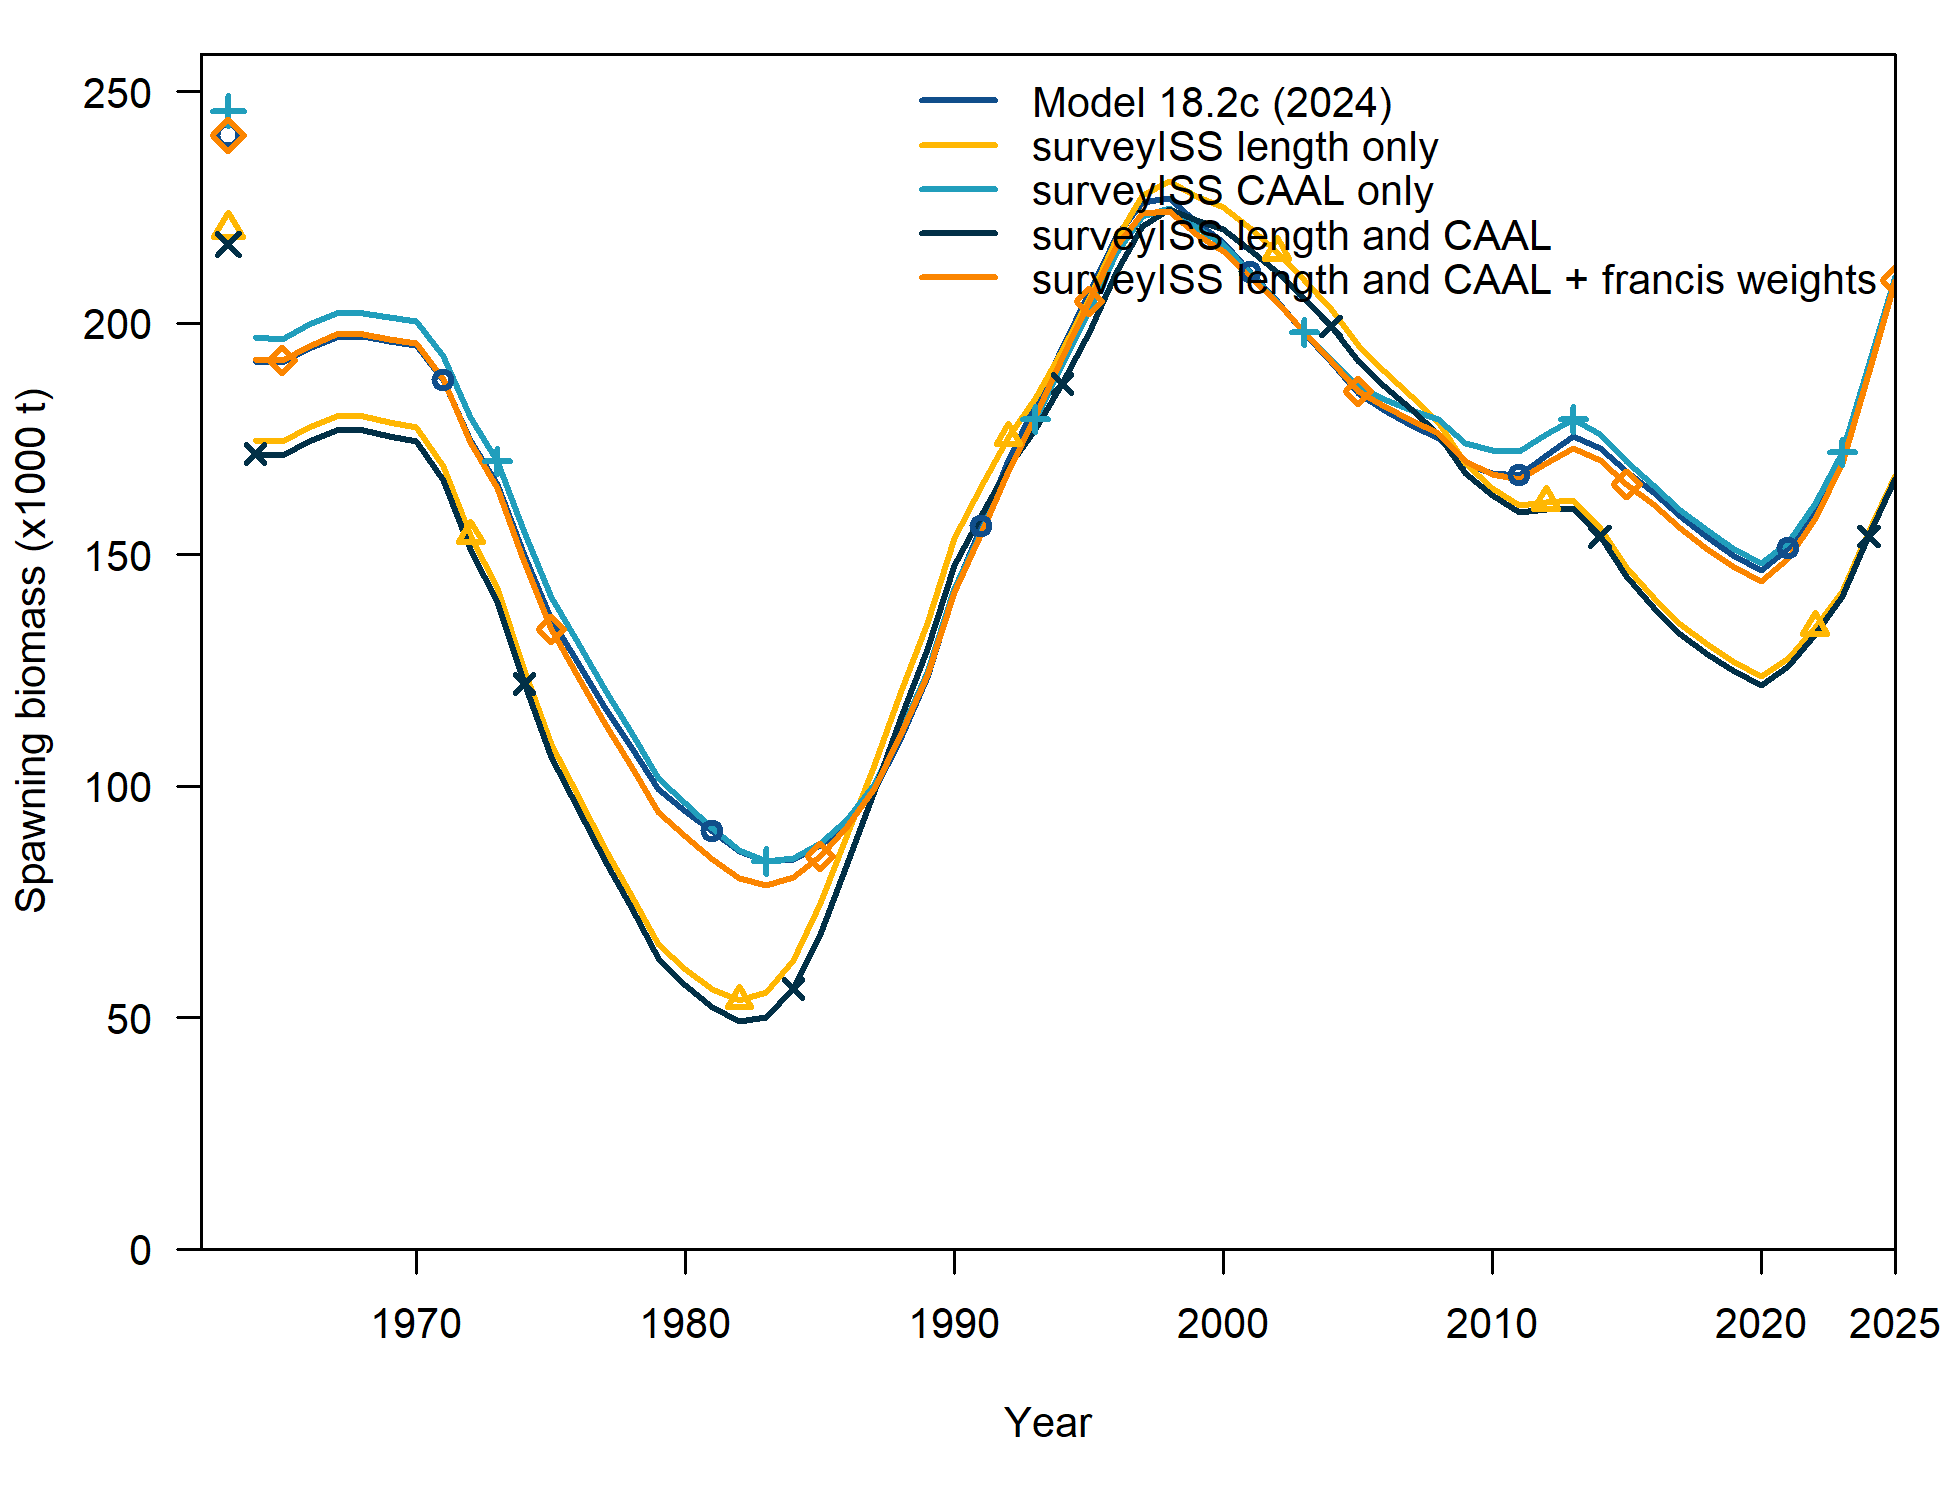 250
200
150
100
50
0
Spawning biomass (x1000 t)
Model 18.2c (2024)
surveyISS length only
surveyISS CAAL only
surveyISS length and CAAL
surveyISS length and CAAL + francis weights
1970 1980 1990 2000 2010 2020 2025
Year